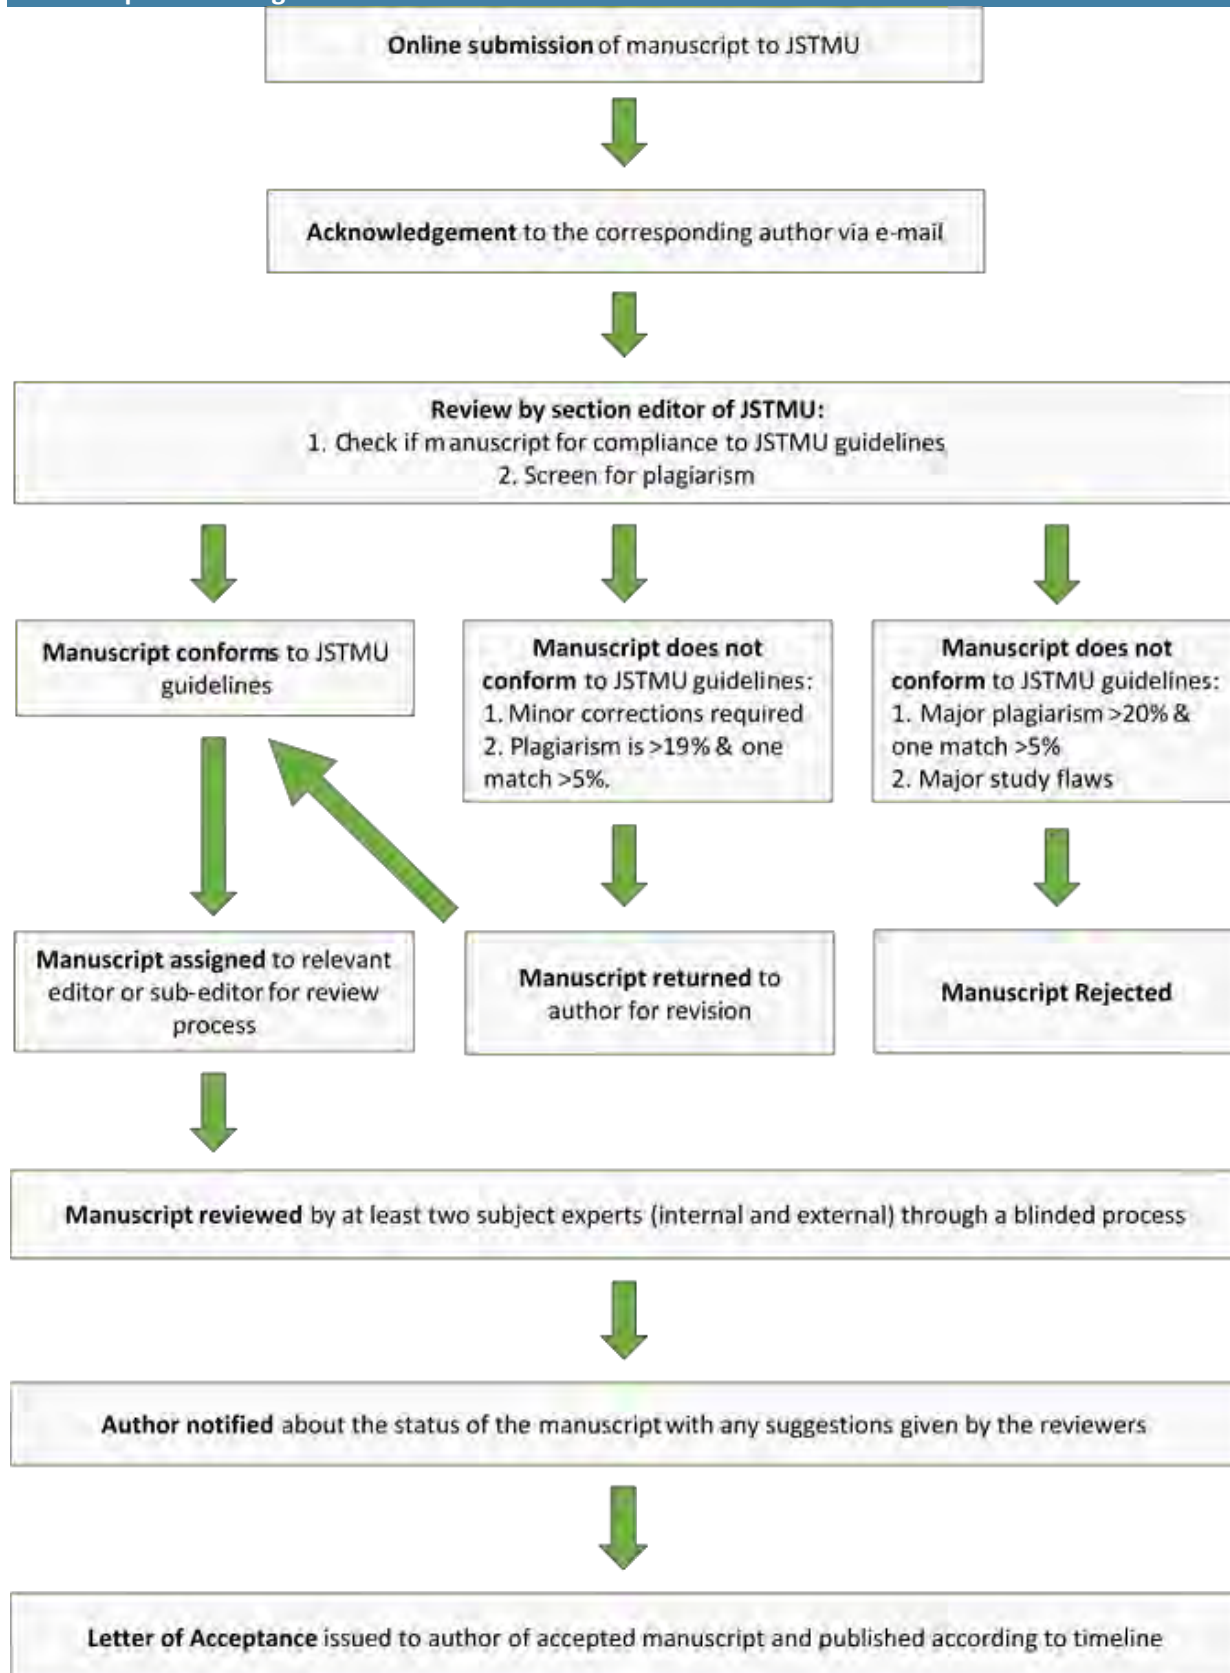 Online submission of manuscript to JSTMU
Acknowledgement to the corresponding author via e-mail
Review by section editor of JSTMU:
1. Check if manuscript for compliance to JSTMU guidelines
2. Screen for plagiarism
Manuscript conforms to JSTMU
guidelines
Manuscript does not
conform to JSTMU guidelines:
1. Minor corrections required
2. Plagiarism is >19% & one
match >5%.
Manuscript does not
conform to JSTMU guidelines:
1. Major plagiarism >20% &
one match >5%
2. Major study flaws
Manuscript assigned to relevant
editor or sub-editor for review
process
Manuscript returned to
author for revision
Manuscript Rejected
Manuscript reviewed by at least two subject experts (internal and external) through a blinded process
Author notified about the status of the manuscript with any suggestions given by the reviewers
Letter of Acceptance issued to author of accepted manuscript and published according to timeline